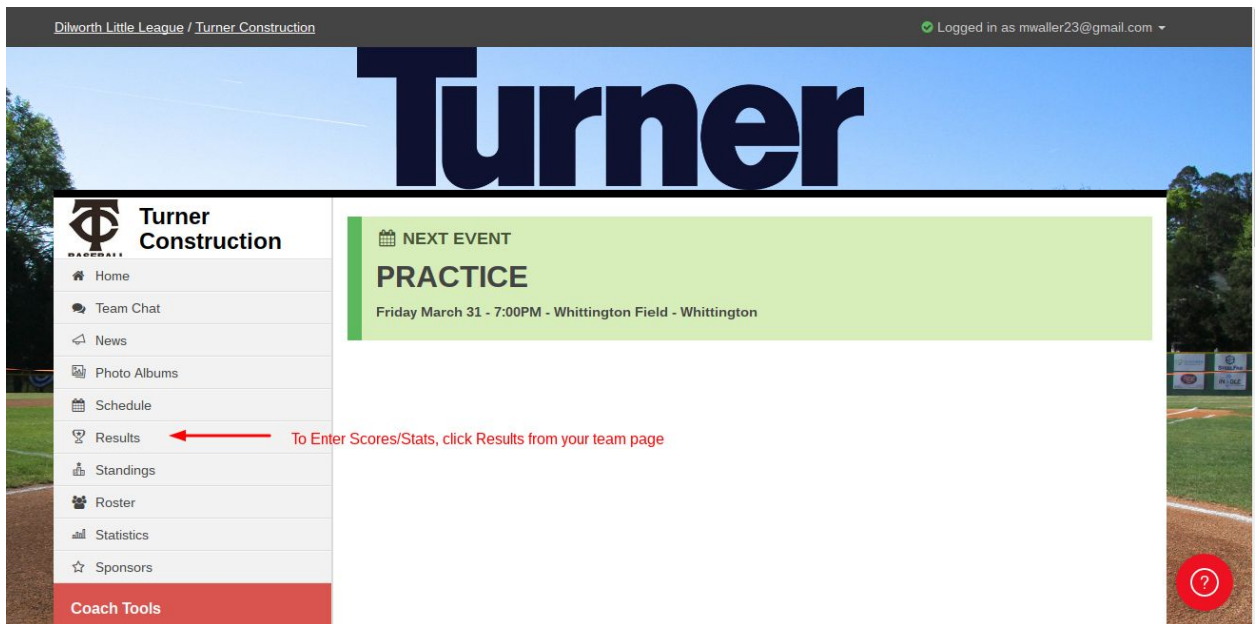 Dilworth Little League / Turner Construction
Logged in as mwaller23@gmail.com
Turner
TC
BASEBALL
Turner
Construction
Home
Team Chat
News
Photo Albums
Schedule
Results
To Enter Scores/Stats, click Results from your team page
Standings
Roster
Statistics
Sponsors
Coach Tools
NEXT EVENT
PRACTICE
Friday March 31 - 7:00PM - Whittington Field - Whittington
?